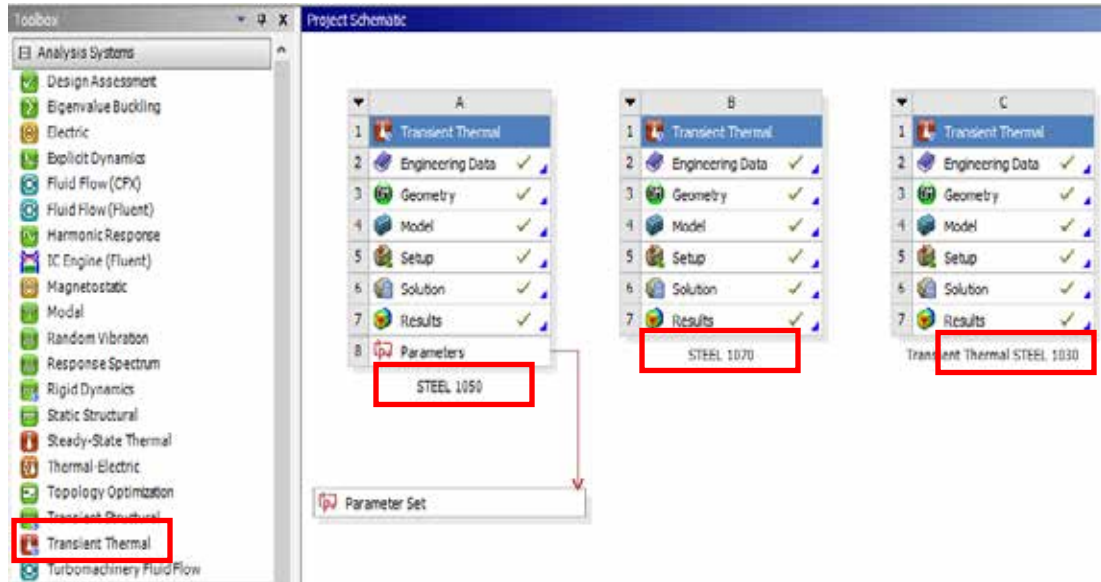 Toolbox
Project Schematic
Analysis Systems
Design Assessment
Eigenvalue Buckling
Electric
Explicit Dynamics
Fluid Flow (CFX)
Fluid Flow (Fluent)
Harmonic Response
IC Engine (Fluent)
Magnetostatic
Modal
Random Vibration
Response Spectrum
Rigid Dynamics
Static Structural
Steady-State Thermal
Thermal-Electric
Topology Optimization
Transient Structural
Transient Thermal
Turbomachinery Fluid Flow
A
1 Transient Thermal
2 Engineering Data
3 Geometry
4 Model
5 Setup
6 Solution
7 Results
8 Parameters
STEEL 1050
B
1 Transient Thermal
2 Engineering Data
3 Geometry
4 Model
5 Setup
6 Solution
7 Results
STEEL 1070
C
1 Transient Thermal
2 Engineering Data
3 Geometry
4 Model
5 Setup
6 Solution
7 Results
Transient Thermal STEEL 1030
Parameter Set